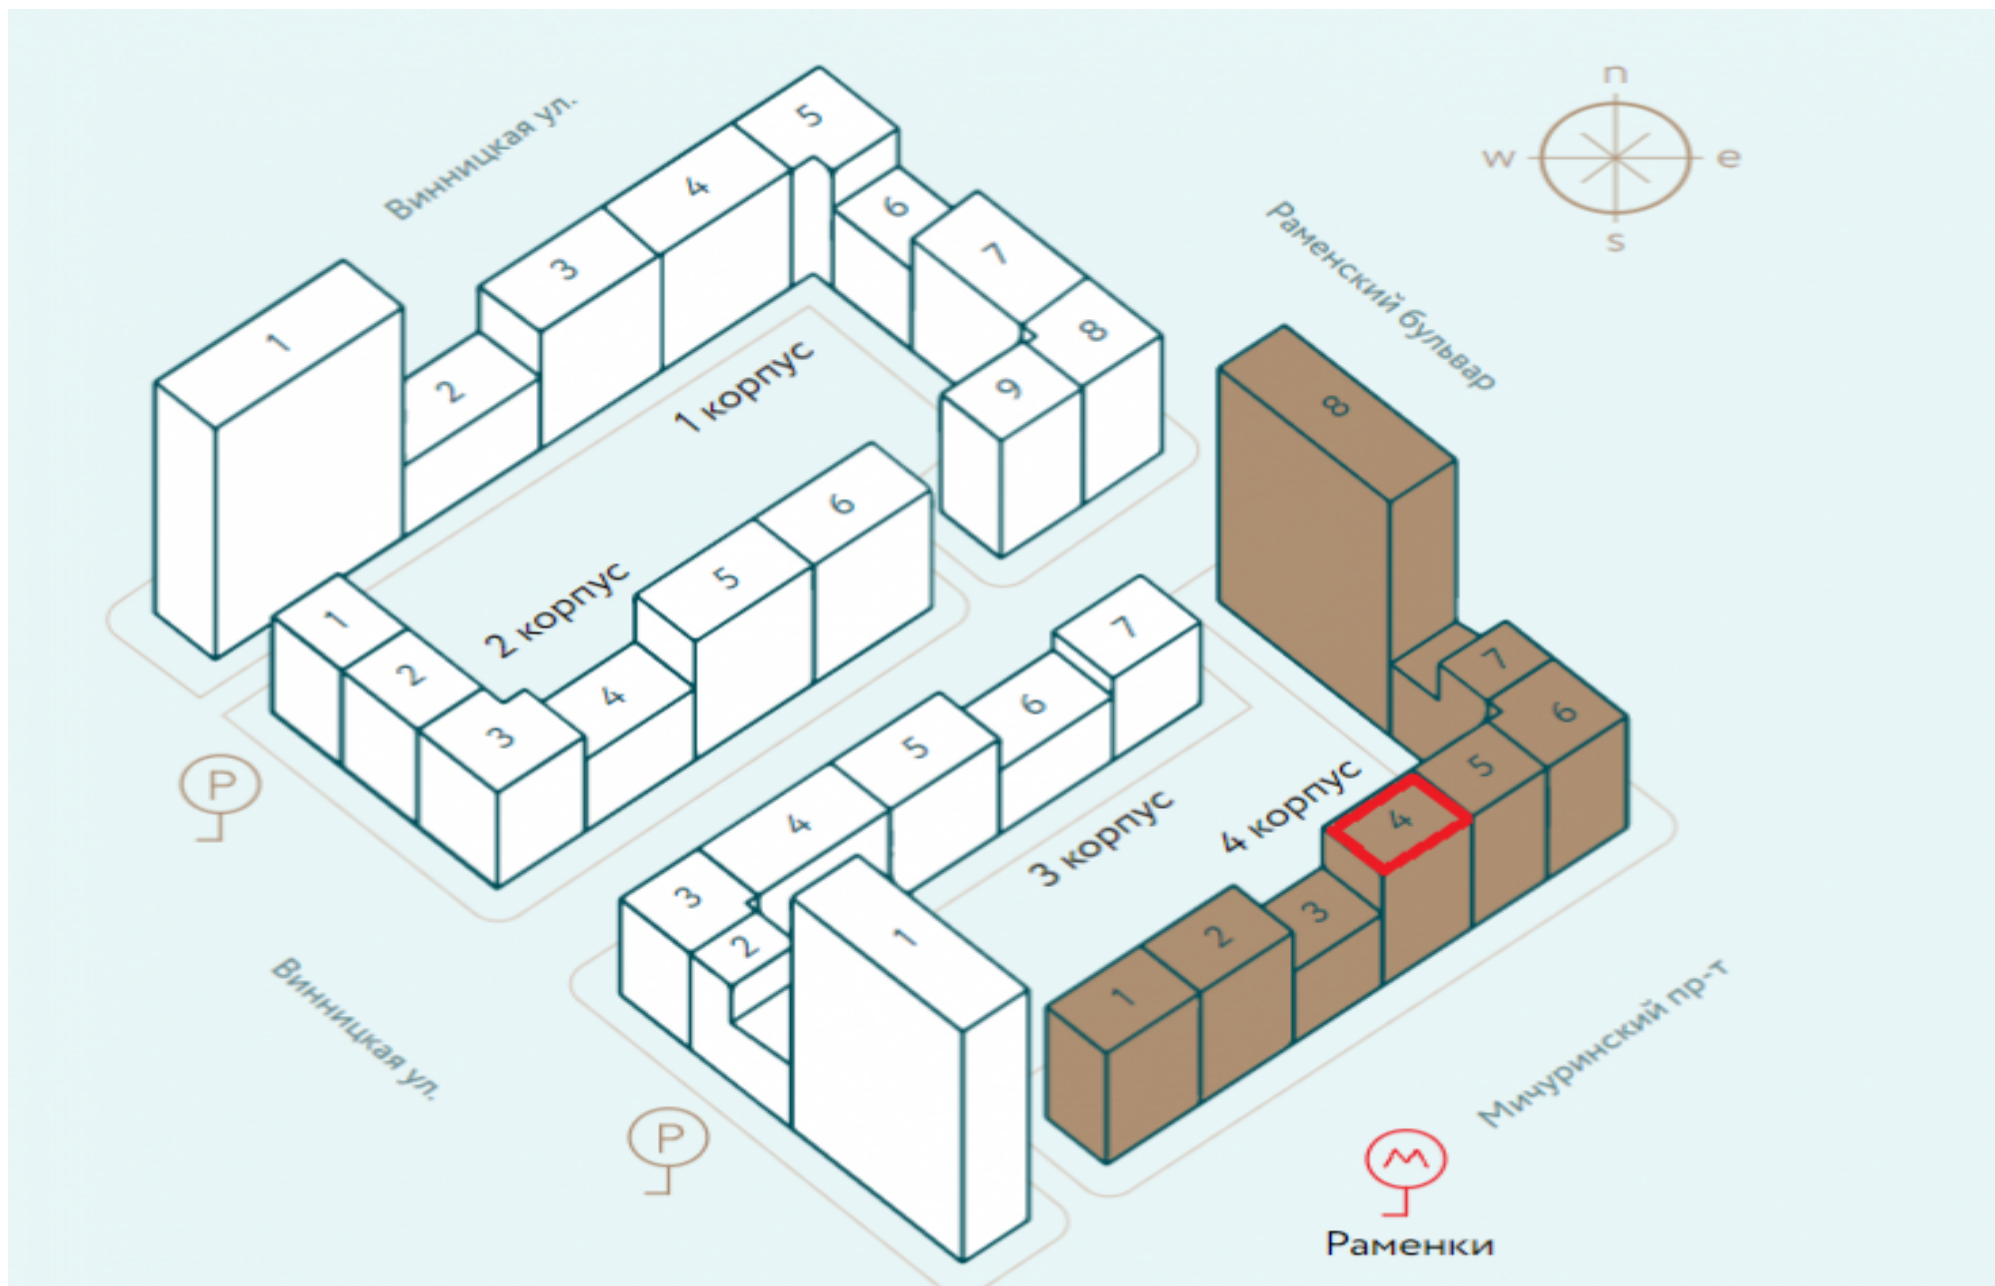 n
w e
s
Винницкая ул.
Раменский бульвар
5
4
6
3
7
1
2
8
9
1 корпус
8
6
5
2 корпус
1
2
4
3
7
6
5
4
3
2
1
3 корпус
7
6
5
4
4 корпус
3
2
1
P
P
Винницкая ул.
Мичуринский пр-т
М
Раменки